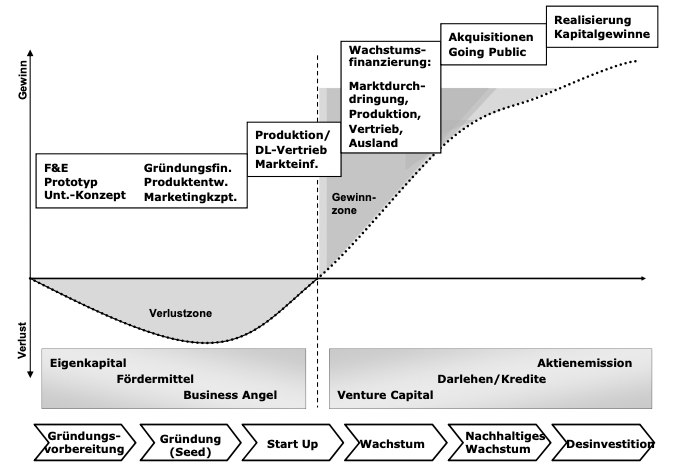 Realisierung
Kapitalgewinne
Akquisitionen
Going Public
Wachstums-
finanzierung:
Marktdurch-
dringung,
Produktion,
Vertrieb,
Ausland
Gewinn
Produktion/
DL-Vertrieb
Markteinf.
F&E
Prototyp
Unt.-Konzept
Gründungsfin.
Produktentw.
Marketingkzpt.
Gewinn-
zone
Verlustzone
Verlust
Eigenkapital
Fördermittel
Business Angel
Aktienemission
Darlehen/Kredite
Venture Capital
Gründungs-
vorbereitung
Gründung
(Seed)
Start Up
Wachstum
Nachhaltiges
Wachstum
Desinvestition